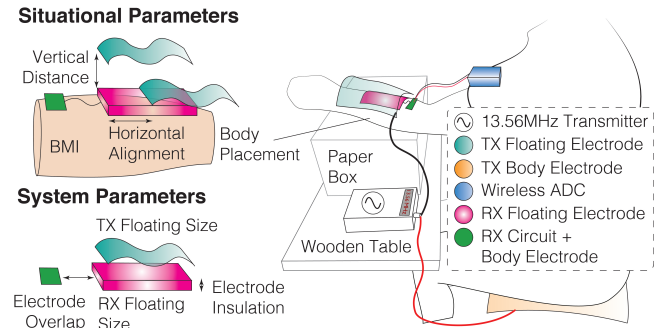 Situational Parameters
Vertical
Distance
BMI
Horizontal
Alignment
Body
Placement
System Parameters
TX Floating Size
Electrode
Overlap
RX Floating
Size
Electrode
Insulation
Paper
Box
Wooden Table
13.56MHz Transmitter
TX Floating Electrode
TX Body Electrode
Wireless ADC
RX Floating Electrode
RX Circuit +
Body Electrode